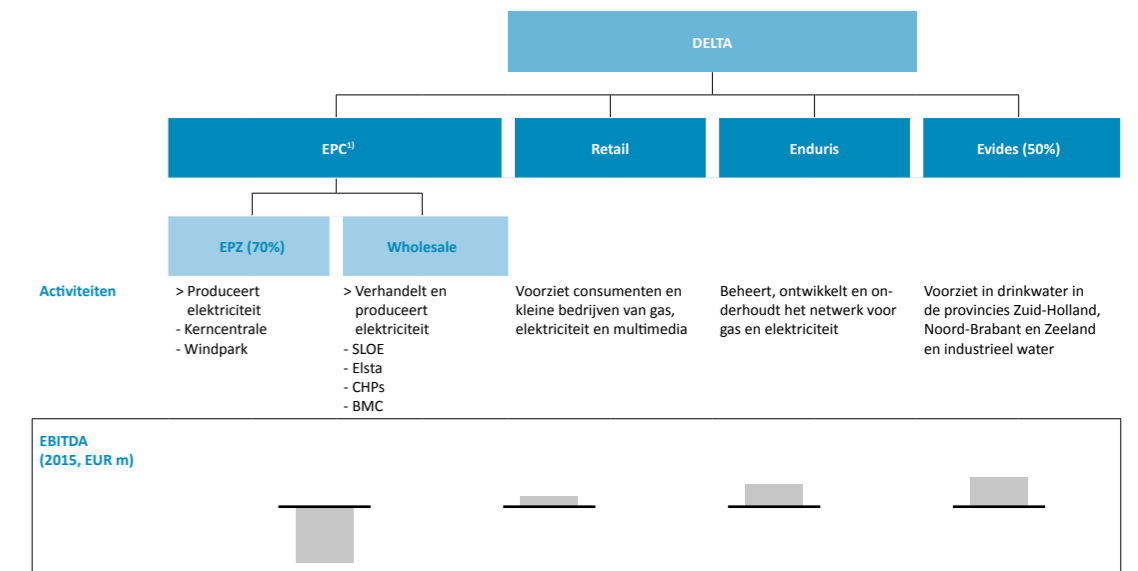 DELTA
EPC1)
Retail
Enduris
Evides (50%)
EPZ (70%)
Wholesale
Activiteiten
> Produceert
elektriciteit
- Kerncentrale
- Windpark
> Verhandelt en
produceert
elektriciteit
- SLOE
- Elsta
- CHPs
- BMC
Voorziet consumenten en
kleine bedrijven van gas,
elektriciteit en multimedia
Beheert, ontwikkelt en on-
derhoudt het netwerk voor
gas en elektriciteit
Voorziet in drinkwater in
de provincies Zuid-Holland,
Noord-Brabant en Zeeland
en industrieel water
EBITDA
(2015, EUR m)